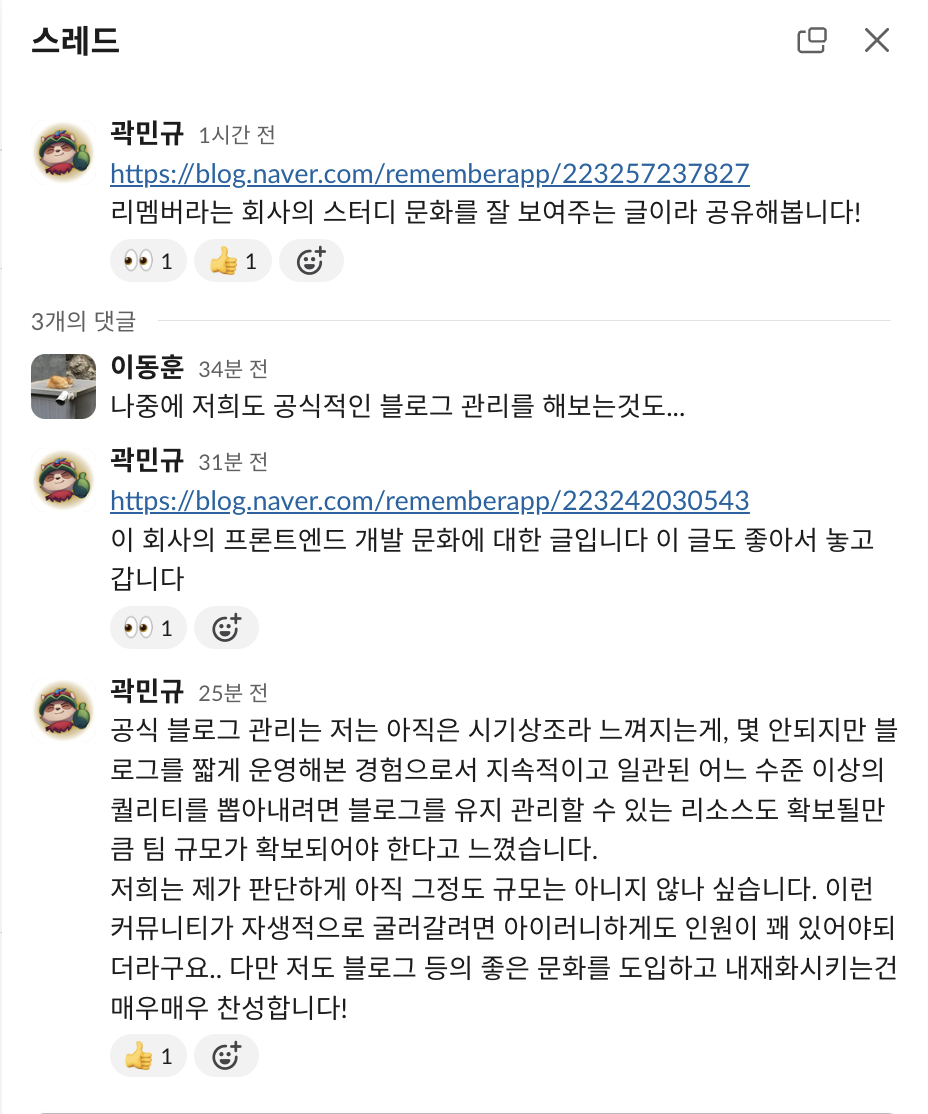 스레드
곽민규 1시간 전
https://blog.naver.com/rememberapp/223257237827
리멤버라는 회사의 스터디 문화를 잘 보여주는 글이라 공유해봅니다!
👀 1 👍 1
3개의 댓글
이동훈 34분 전
나중에 저희도 공식적인 블로그 관리를 해보는것도...
곽민규 31분 전
https://blog.naver.com/rememberapp/223242030543
이 회사의 프론트엔드 개발 문화에 대한 글입니다 이 글도 좋아서 놓고
갑니다
👀 1
곽민규 25분 전
공식 블로그 관리는 저는 아직은 시기상조라 느껴지는게, 몇 안되지만 블
로그를 짧게 운영해본 경험으로서 지속적이고 일관된 어느 수준 이상의
퀄리티를 뽑아내려면 블로그를 유지 관리할 수 있는 리소스도 확보될만
큼 팀 규모가 확보되어야 한다고 느꼈습니다.
저희는 제가 판단하게 아직 그정도 규모는 아니지 않나 싶습니다. 이런
커뮤니티가 자생적으로 굴러갈려면 아이러니하게도 인원이 꽤 있어야되
더라구요.. 다만 저도 블로그 등의 좋은 문화를 도입하고 내재화시키는건
매우매우 찬성합니다!
👍 1